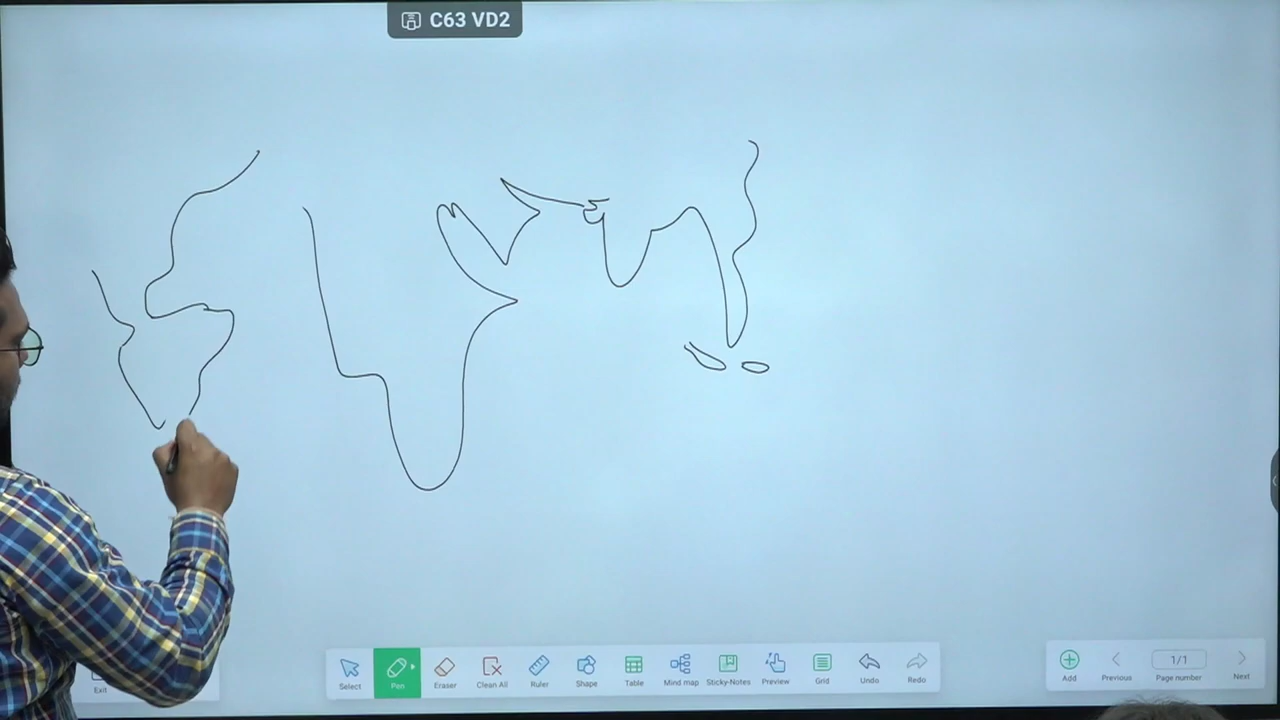 C63 VD2
Exit
Select
Pen
Eraser
Clean All
Ruler
Shape
Table
Mind map
Sticky-Notes
Preview
Grid
Undo
Redo
Add
Previous
1/1
Page number
Next